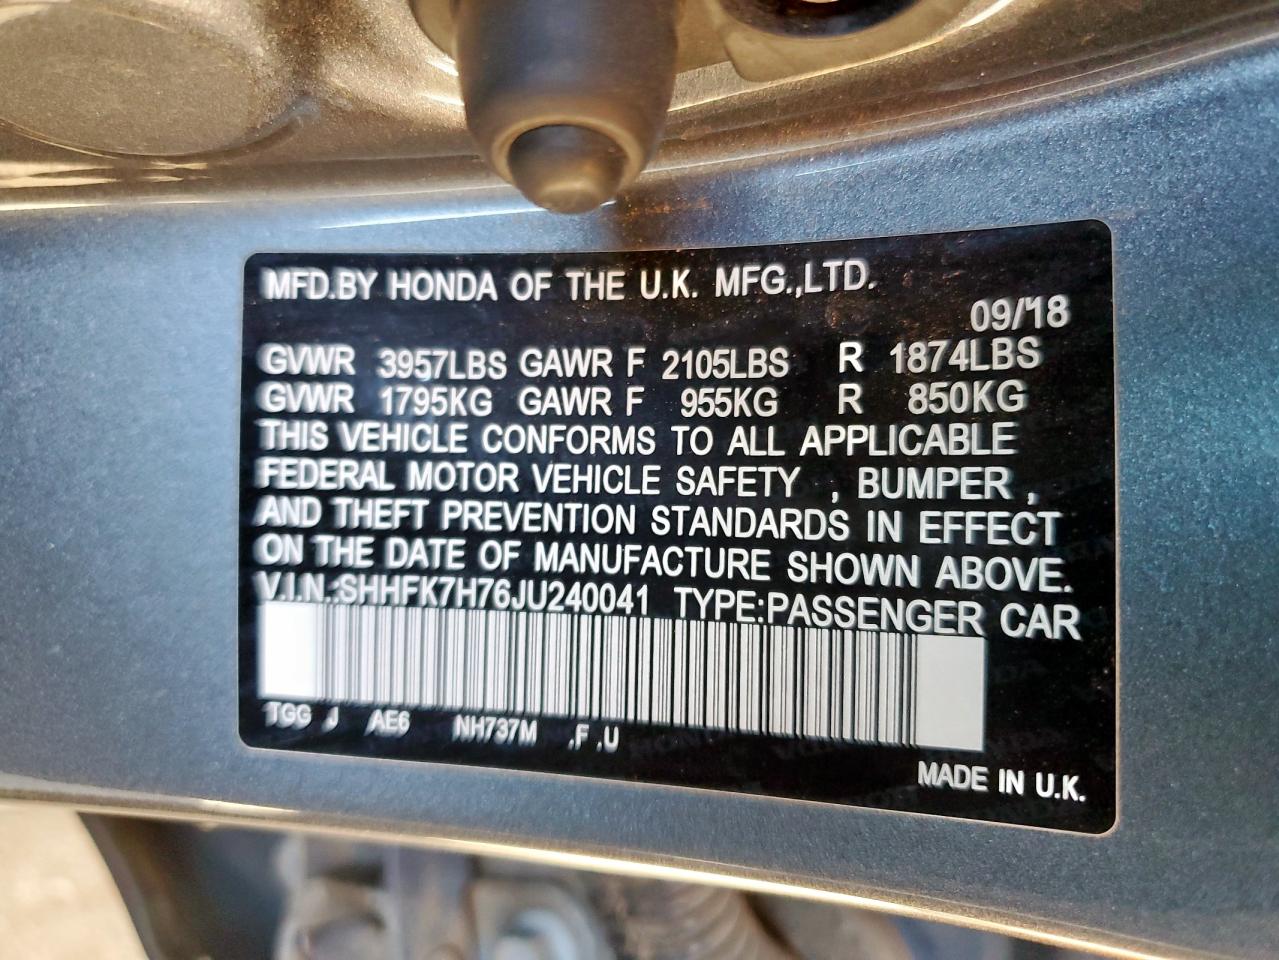 MFD.BY HONDA OF THE U.K. MFG.,LTD.
09/18
GVWR 3957LBS GAWR F 2105LBS R 1874LBS
GVWR 1795KG GAWR F 955KG R 850KG
THIS VEHICLE CONFORMS TO ALL APPLICABLE
FEDERAL MOTOR VEHICLE SAFETY , BUMPER ,
AND THEFT PREVENTION STANDARDS IN EFFECT
ON THE DATE OF MANUFACTURE SHOWN ABOVE.
V.I.N.:SHHFK7H76JU240041 TYPE:PASSENGER CAR
TGG J AE6 NH737M .F .U
MADE IN U.K.